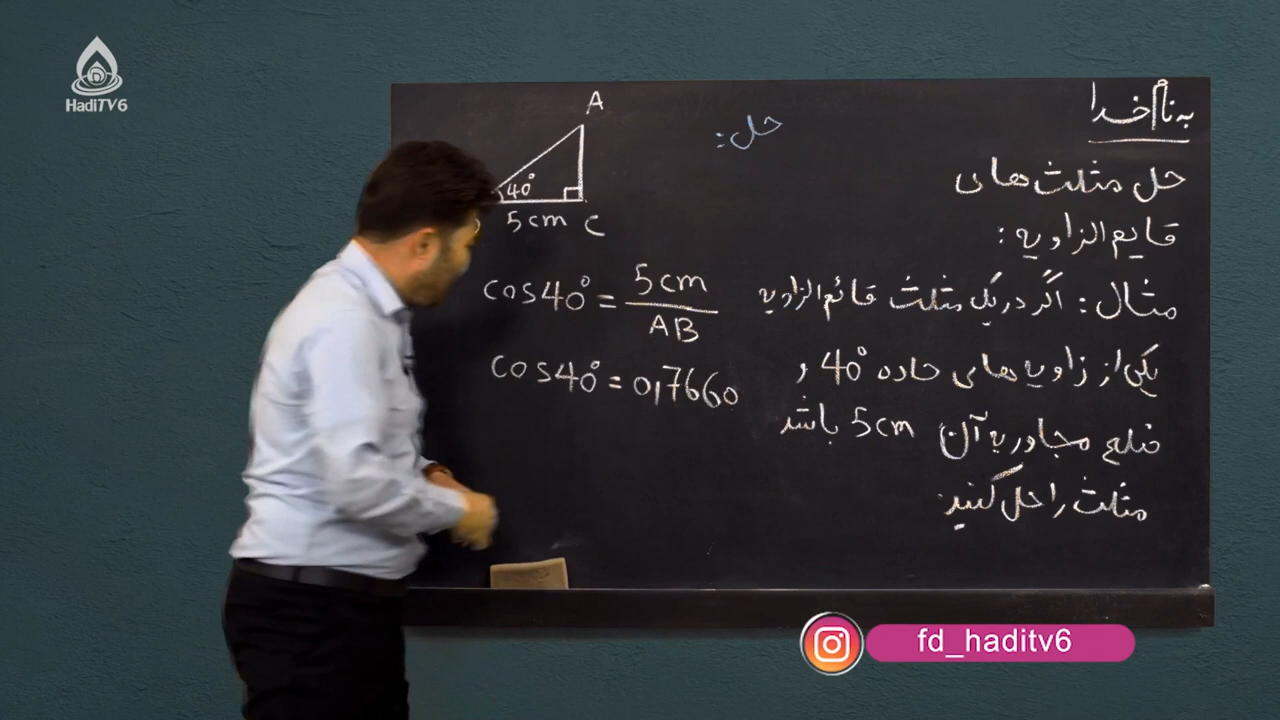 HadiTV6
به نام خدا
حل مثلث های
قایم الزاویه :
مثال : اگر در یک مثلث قائم الزاویه
یکی از زاویه های حاده 40° و
ضلع مجاور به آن 5cm باشد
مثلث را حل کنید.
حل :
A
40°
5cm C
cos40° = 5cm / AB
cos40° = 0,7660
fd_haditv6